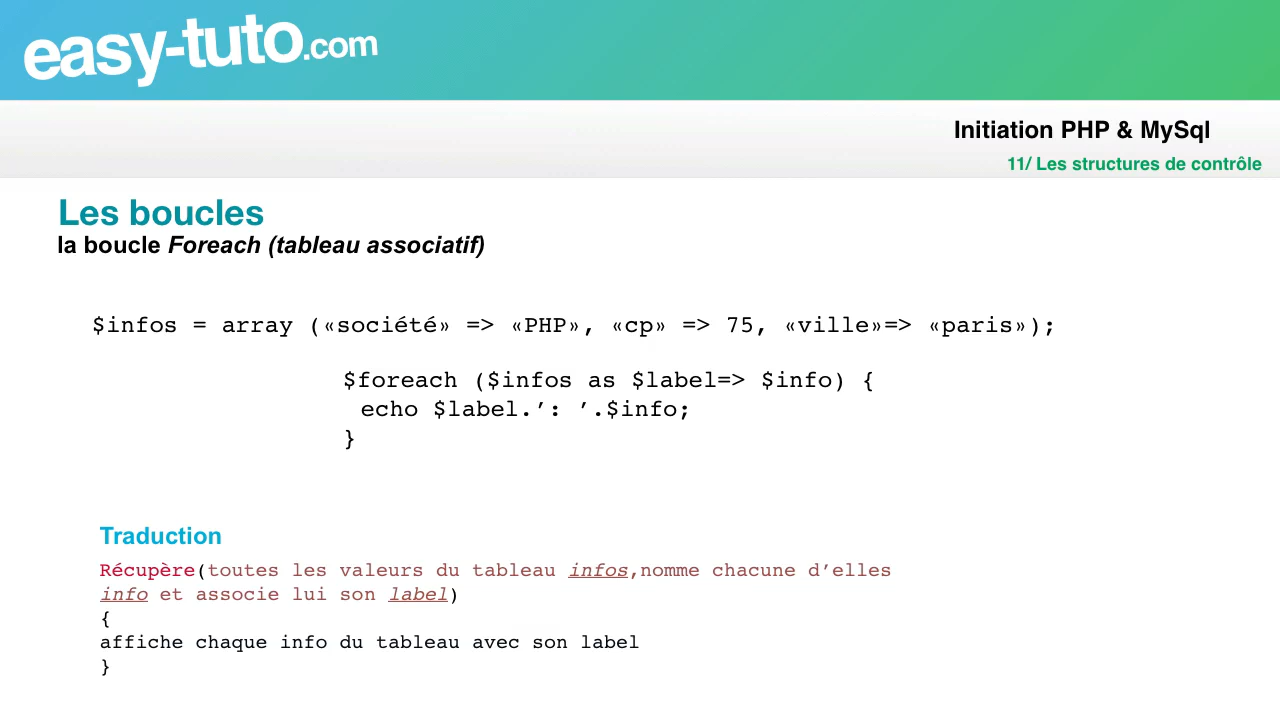 easy-tuto.com
Initiation PHP & MySql
11/ Les structures de contrôle
Les boucles
la boucle Foreach (tableau associatif)
$infos = array («société» => «PHP», «cp» => 75, «ville»=> «paris»);
$foreach ($infos as $label=> $info) {
echo $label.’: ’.$info;
}
Traduction
Récupère(toutes les valeurs du tableau infos,nomme chacune d’elles
info et associe lui son label)
{
affiche chaque info du tableau avec son label
}